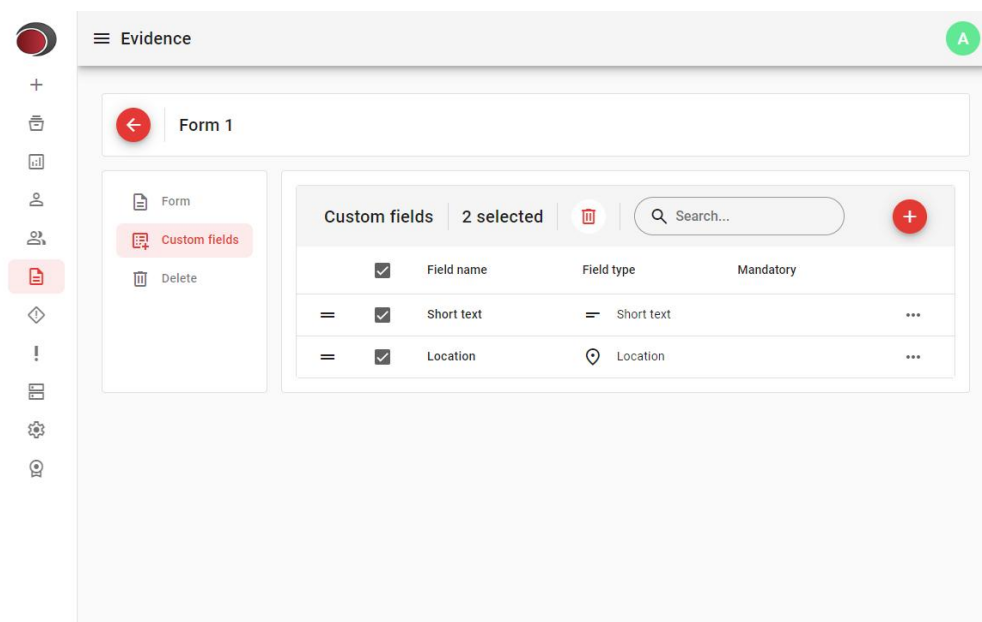 Evidence
A
Form 1
Form
Custom fields
Delete
Custom fields 2 selected Search...
Field name Field type Mandatory
Short text Short text
Location Location